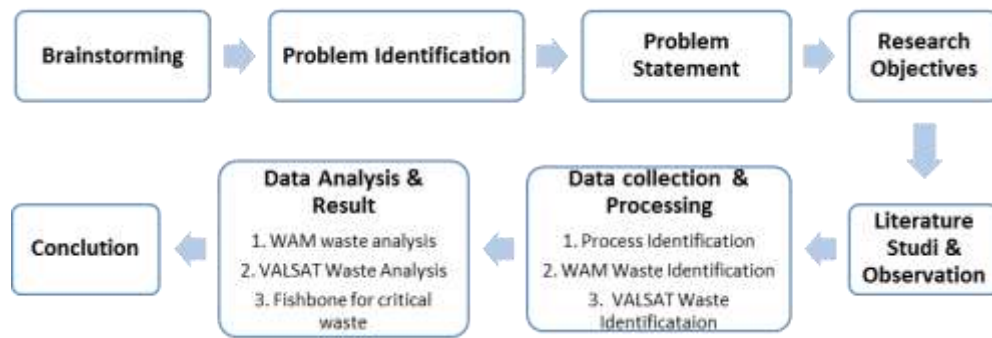 Brainstorming
Problem Identification
Problem
Statement
Research
Objectives
Literature
Studi &
Observation
Data collection &
Processing
1. Process Identification
2. WAM Waste Identification
3. VALSAT Waste
Identificataion
Data Analysis &
Result
1. WAM waste analysis
2. VALSAT Waste Analysis
3. Fishbone for critical
waste
Conclution